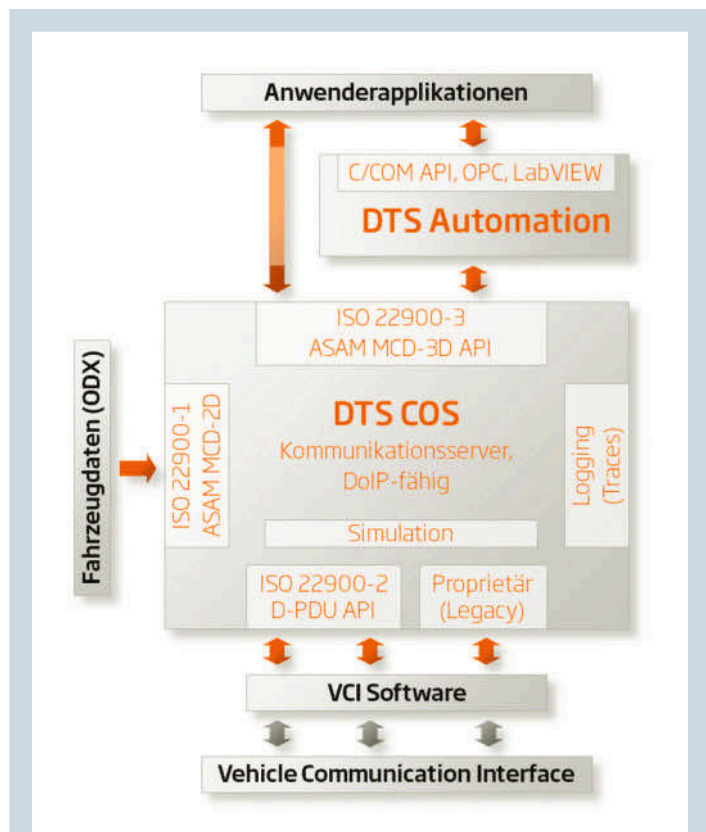 Anwenderapplikationen
C/COM API, OPC, LabVIEW
DTS Automation
ISO 22900-3
ASAM MCD-3D API
Fahrzeugdaten (ODX)
ISO 22900-1
ASAM MCD-2D
DTS COS
Kommunikationsserver,
DoIP-fähig
Logging
(Traces)
Simulation
ISO 22900-2
D-PDU API
Proprietär
(Legacy)
VCI Software
Vehicle Communication Interface